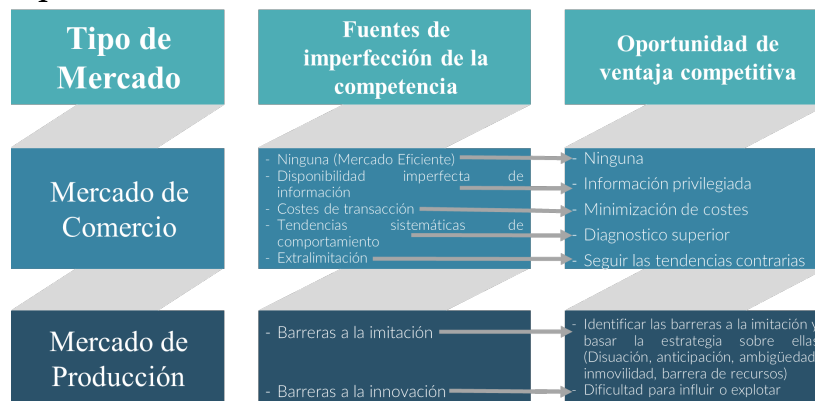 Tipo de
Mercado
Fuentes de
imperfección de la
competencia
Oportunidad de
ventaja competitiva
Mercado de
Comercio
- Ninguna (Mercado Eficiente)
- Disponibilidad imperfecta de
información
- Costes de transacción
- Tendencias sistemáticas de
comportamiento
- Extralimitación
- Ninguna
- Información privilegiada
- Minimización de costes
- Diagnostico superior
- Seguir las tendencias contrarias
Mercado de
Producción
- Barreras a la imitación
- Barreras a la innovación
- Identificar las barreras a la imitación y
basar la estrategia sobre ellas
(Disuación, anticipación, ambigüedad,
inmovilidad, barrera de recursos)
- Dificultad para influir o explotar